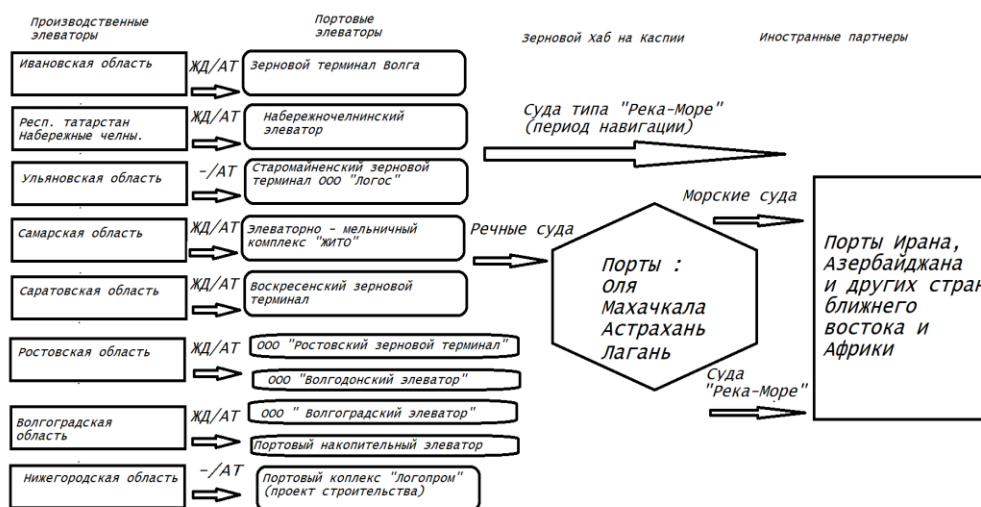 Производственные
элеваторы
Портовые
элеваторы
Зерновой Хаб на Каспии
Иностранные партнеры
Ивановская область
ЖД/АТ
Зерновой терминал Волга
Респ. татарстан
Набережные челны.
ЖД/АТ
Набережночелнинский
элеватор
Ульяновская область
-/АТ
Старомайненский зерновой
терминал ООО "Логос"
Самарская область
ЖД/АТ
Элеваторно - мельничный
комплекс "ЖИТО"
Саратовская область
ЖД/АТ
Воскресенский зерновой
терминал
Ростовская область
ЖД/АТ
ООО "Ростовский зерновой терминал"
ООО "Волгодонский элеватор"
Волгоградская
область
ЖД/АТ
ООО " Волгоградский элеватор"
Портовый накопительный элеватор
Нижегородская область
-/АТ
Портовый коплекс "Логопром"
(проект строительства)
Суда типа "Река-Море"
(период навигации)
Речные суда
Порты :
Оля
Махачкала
Астрахань
Лагань
Морские суда
Суда
"Река-Море"
Порты Ирана,
Азербайджана
и других стран
ближнего
востока и
Африки